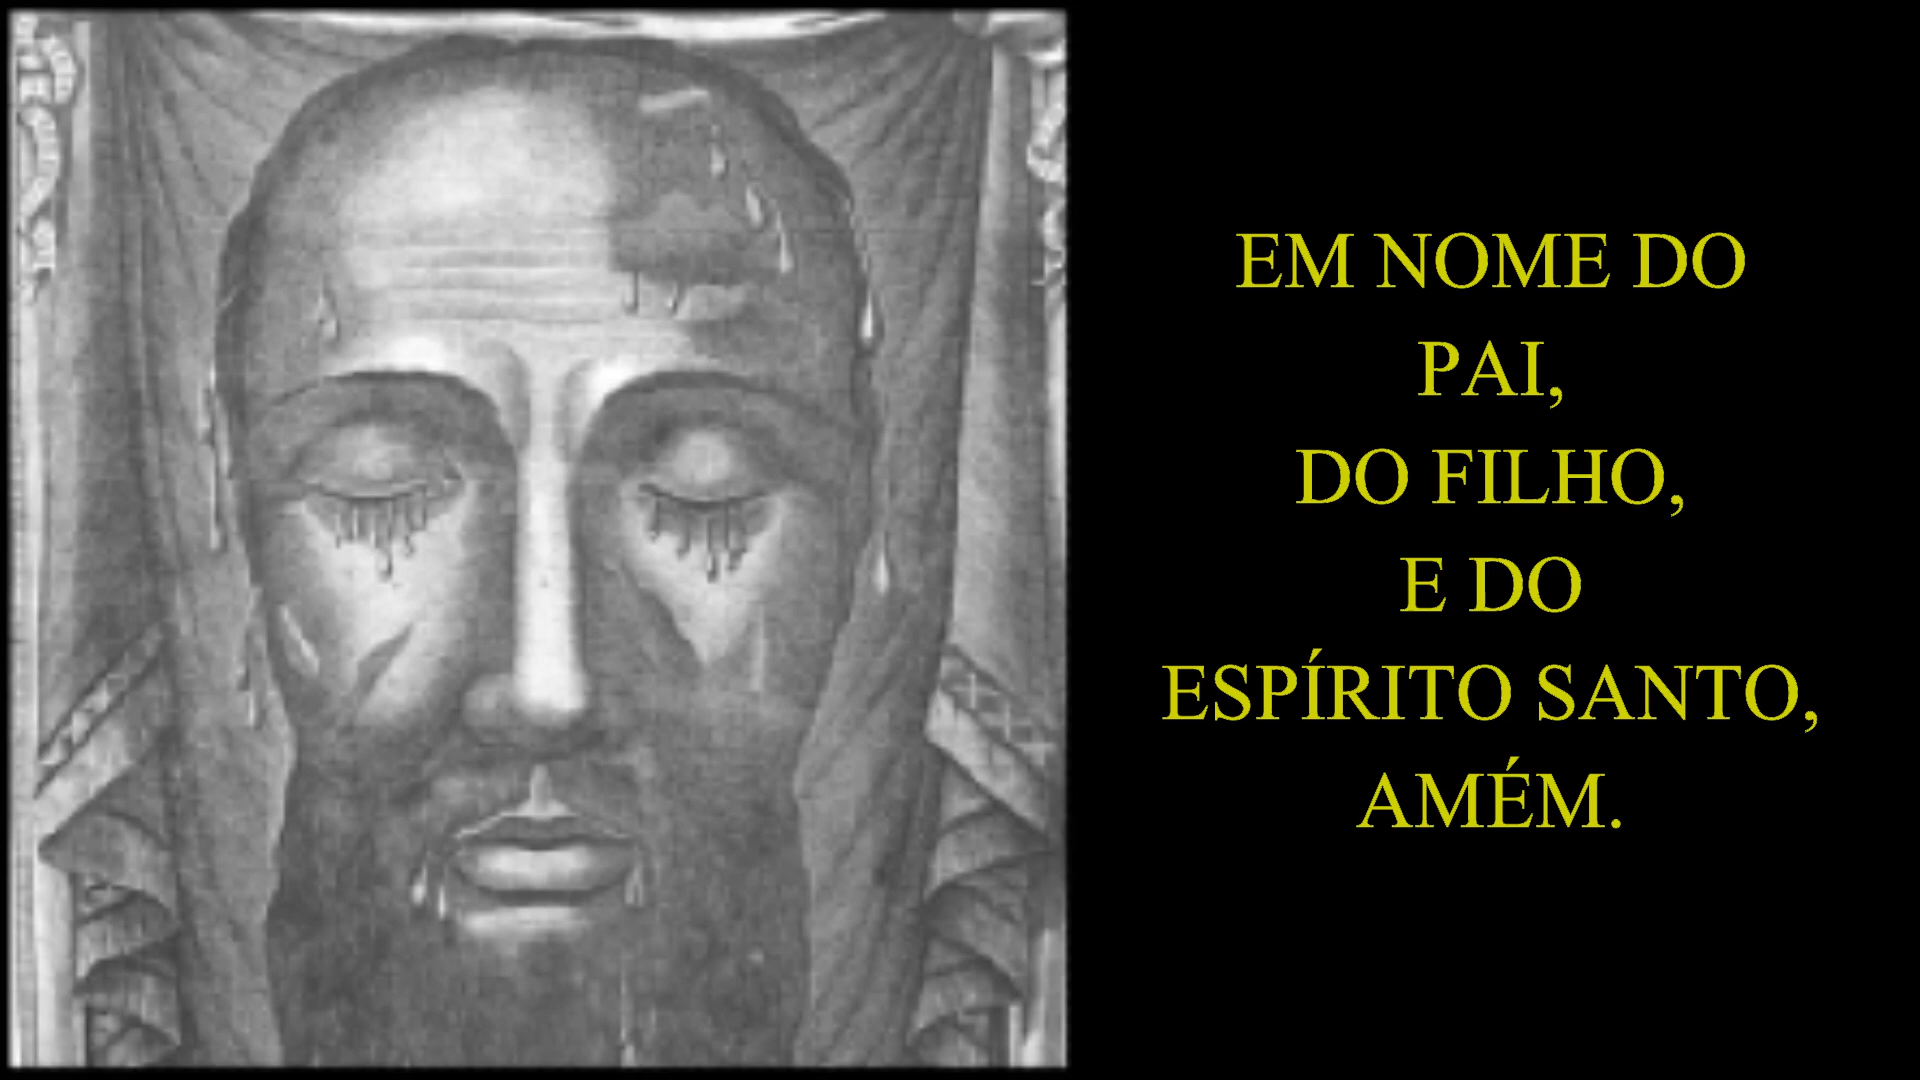 EM NOME DO
PAI,
DO FILHO,
E DO
ESPÍRITO SANTO,
AMÉM.